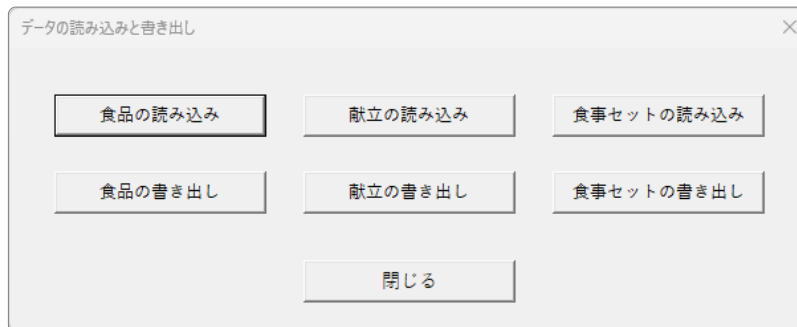 データの読み込みと書き出し
食品の読み込み 献立の読み込み 食事セットの読み込み
食品の書き出し 献立の書き出し 食事セットの書き出し
閉じる